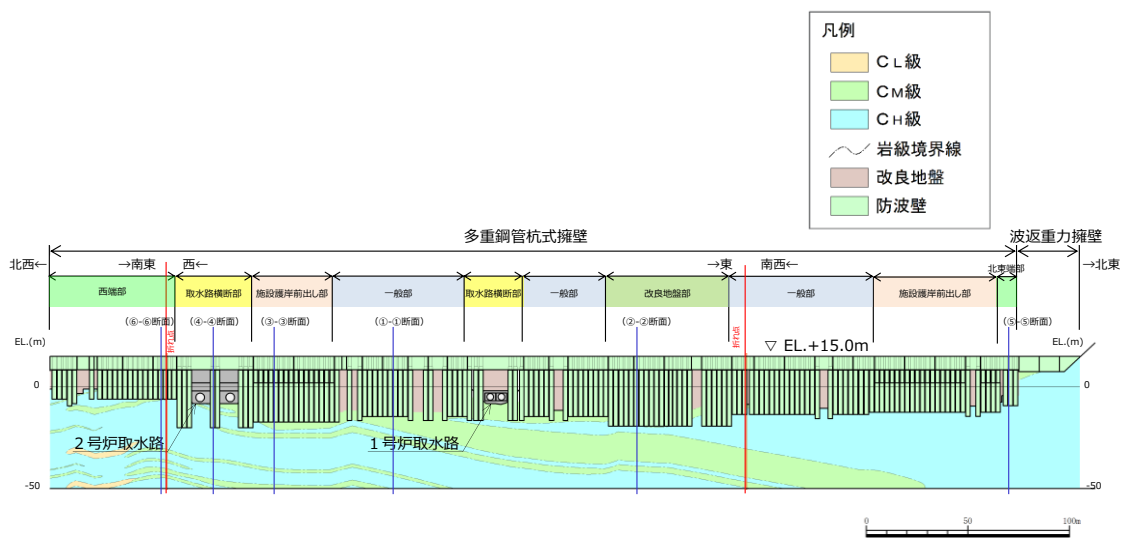 凡例
CL級
CM級
CH級
岩級境界線
改良地盤
防波壁
多重鋼管杭式擁壁
波返重力擁壁
北西←
→南東
西←
→東
南西←
→北東
西端部
取水路横断部
施設護岸前出し部
一般部
取水路横断部
一般部
改良地盤部
一般部
施設護岸前出し部
北東端部
(⑥-⑥断面)
(④-④断面)
(③-③断面)
(①-①断面)
(②-②断面)
(⑤-⑤断面)
折れ点
折れ点
EL.(m)
▽ EL.+15.0m
EL.(m)
0
0
2号炉取水路
1号炉取水路
-50
-50
0
50
100m